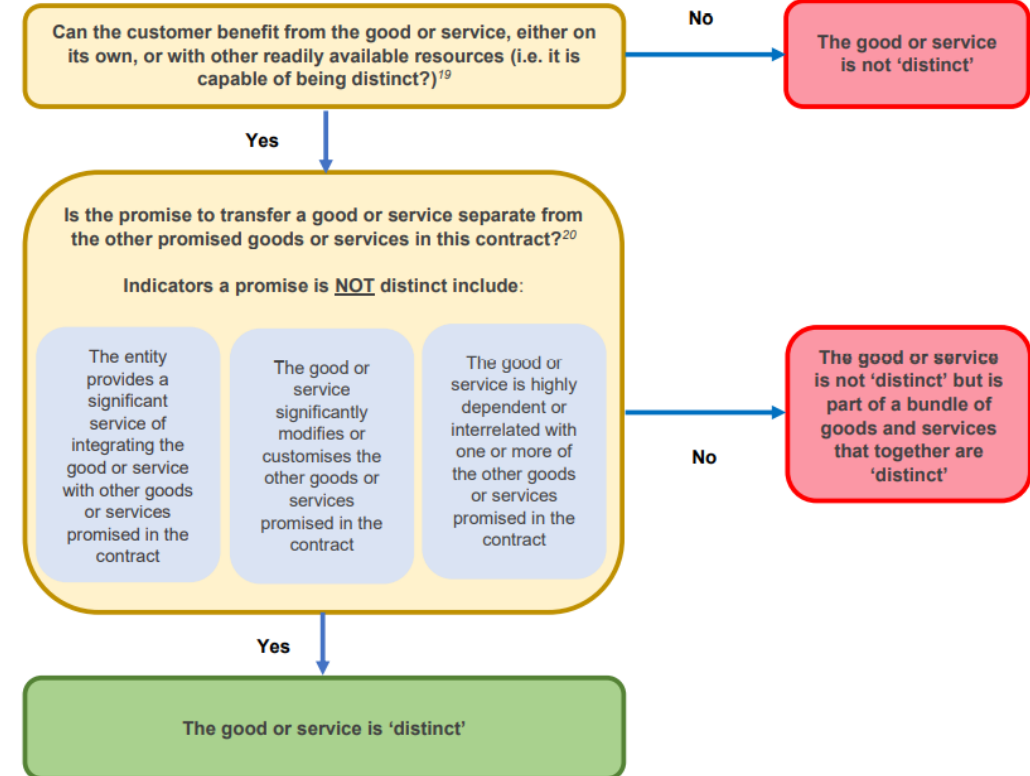 Can the customer benefit from the good or service, either on
its own, or with other readily available resources (i.e. it is
capable of being distinct?)19
No
The good or service
is not ‘distinct’
Yes
Is the promise to transfer a good or service separate from
the other promised goods or services in this contract?20
Indicators a promise is NOT distinct include:
The entity
provides a
significant
service of
integrating the
good or service
with other goods
or services
promised in the
contract
The good or
service
significantly
modifies or
customises the
other goods or
services
promised in the
contract
The good or
service is highly
dependent or
interrelated with
one or more of
the other goods
or services
promised in the
contract
No
The good or service
is not ‘distinct’ but is
part of a bundle of
goods and services
that together are
‘distinct’
Yes
The good or service is ‘distinct’